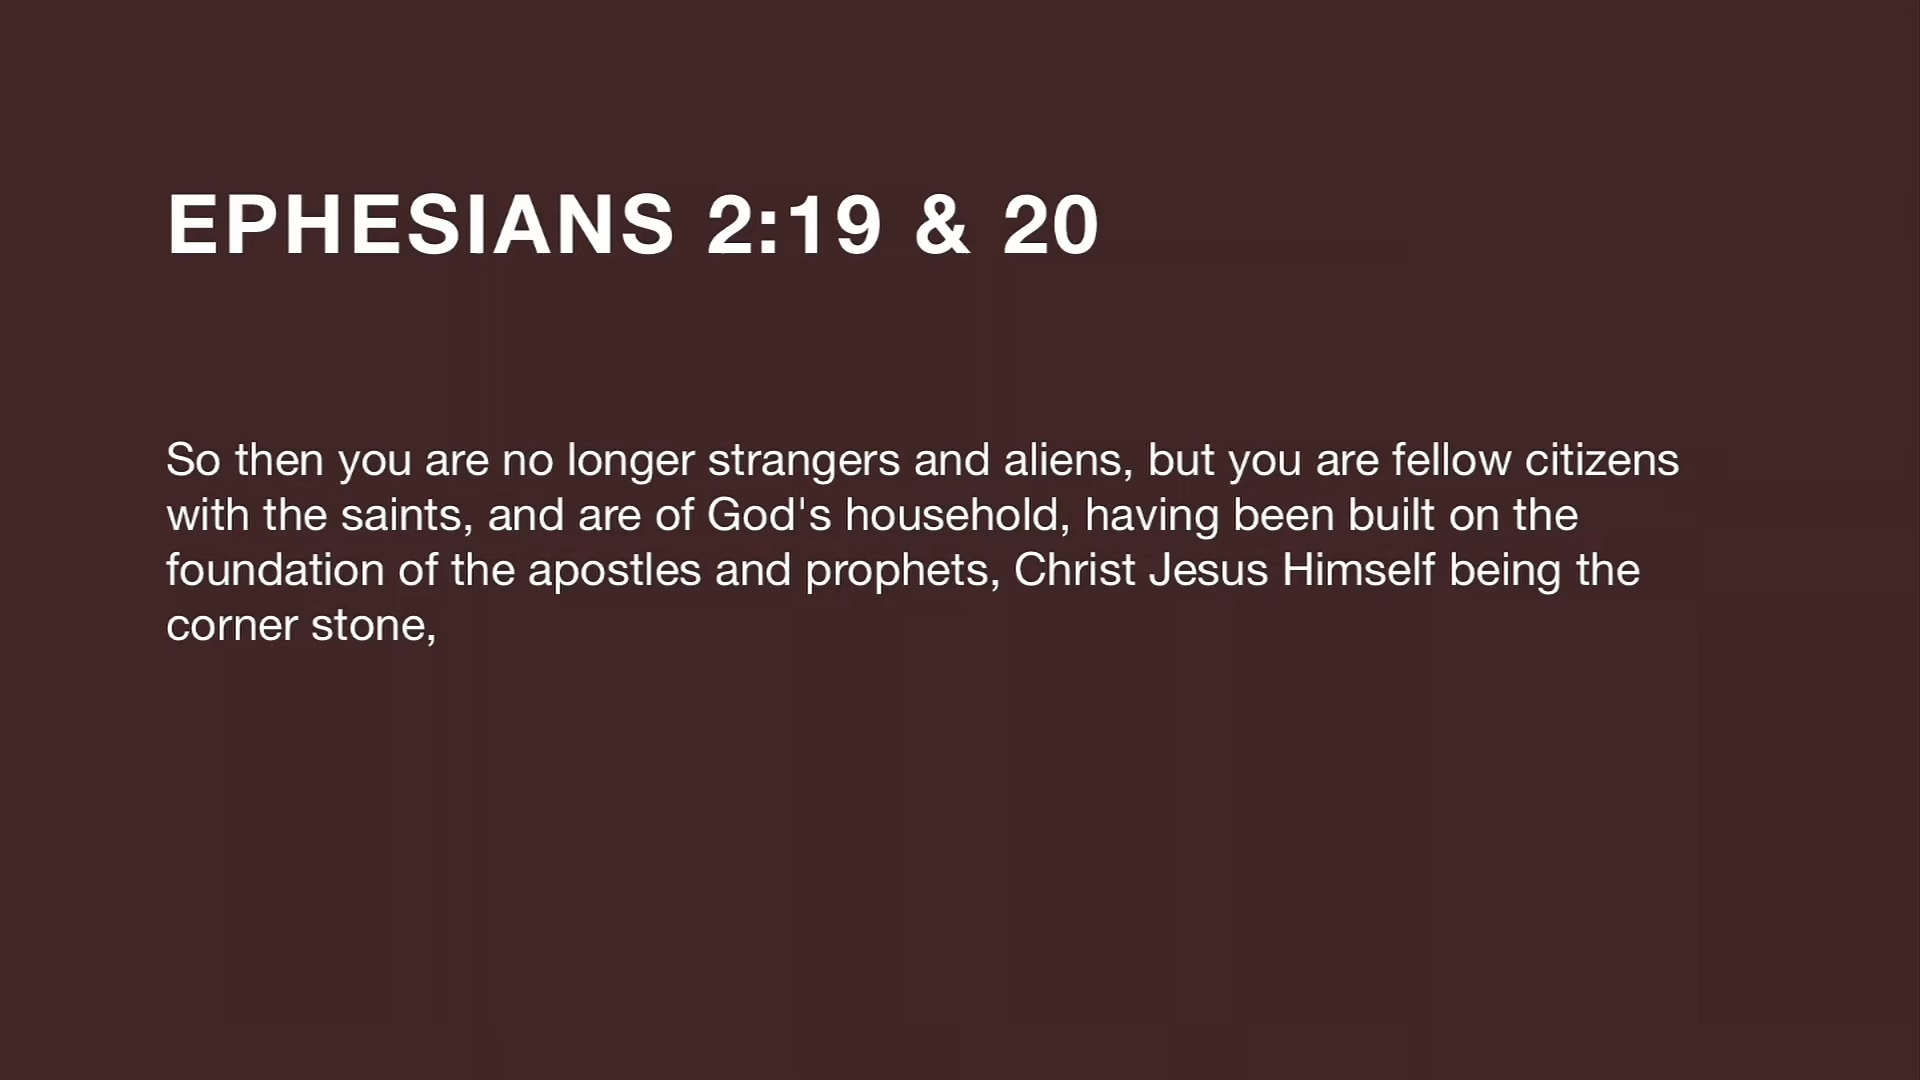 EPHESIANS 2:19 & 20
So then you are no longer strangers and aliens, but you are fellow citizens
with the saints, and are of God's household, having been built on the
foundation of the apostles and prophets, Christ Jesus Himself being the
corner stone,